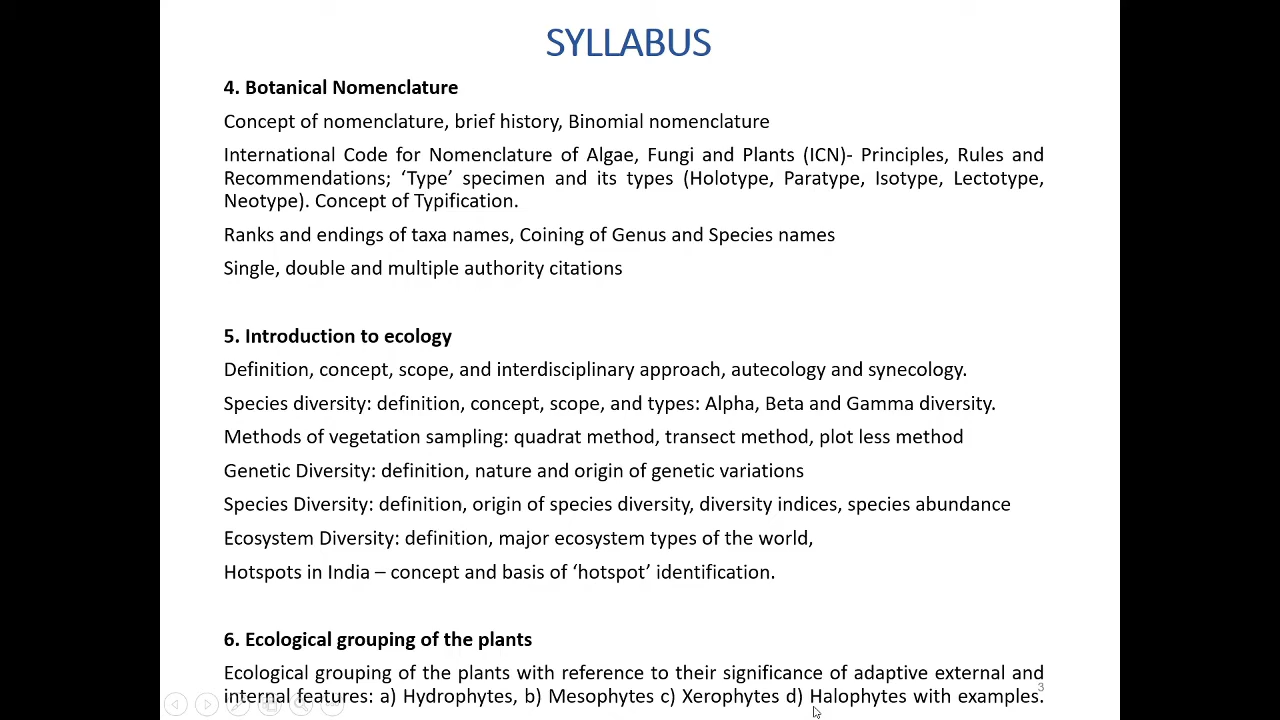 SYLLABUS
4. Botanical Nomenclature
Concept of nomenclature, brief history, Binomial nomenclature
International Code for Nomenclature of Algae, Fungi and Plants (ICN)- Principles, Rules and
Recommendations; ‘Type’ specimen and its types (Holotype, Paratype, Isotype, Lectotype,
Neotype). Concept of Typification.
Ranks and endings of taxa names, Coining of Genus and Species names
Single, double and multiple authority citations
5. Introduction to ecology
Definition, concept, scope, and interdisciplinary approach, autecology and synecology.
Species diversity: definition, concept, scope, and types: Alpha, Beta and Gamma diversity.
Methods of vegetation sampling: quadrat method, transect method, plot less method
Genetic Diversity: definition, nature and origin of genetic variations
Species Diversity: definition, origin of species diversity, diversity indices, species abundance
Ecosystem Diversity: definition, major ecosystem types of the world,
Hotspots in India – concept and basis of ‘hotspot’ identification.
6. Ecological grouping of the plants
Ecological grouping of the plants with reference to their significance of adaptive external and
internal features: a) Hydrophytes, b) Mesophytes c) Xerophytes d) Halophytes with examples.
3